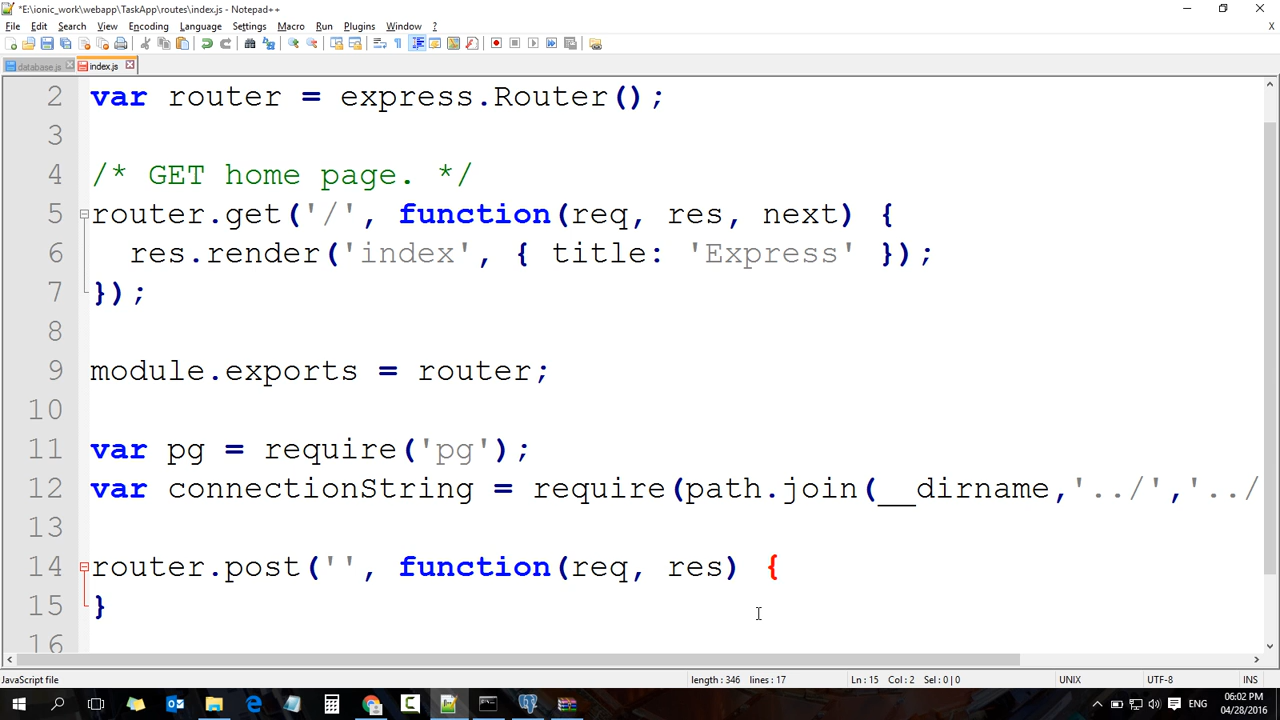 *E:\ionic_work\webapp\TaskApp\routes\index.js - Notepad++
File Edit Search View Encoding Language Settings Macro Run Plugins Window ?
X
database.js index.js
2 var router = express.Router();
3
4 /* GET home page. */
5 router.get('/', function(req, res, next) {
6 res.render('index', { title: 'Express' });
7 });
8
9 module.exports = router;
10
11 var pg = require('pg');
12 var connectionString = require(path.join(__dirname,'../','../
13
14 router.post('', function(req, res) {
15 }
16
JavaScript file length : 346 lines : 17 Ln : 15 Col : 2 Sel : 0 | 0 UNIX UTF-8 INS
ENG 06:02 PM
04/28/2016